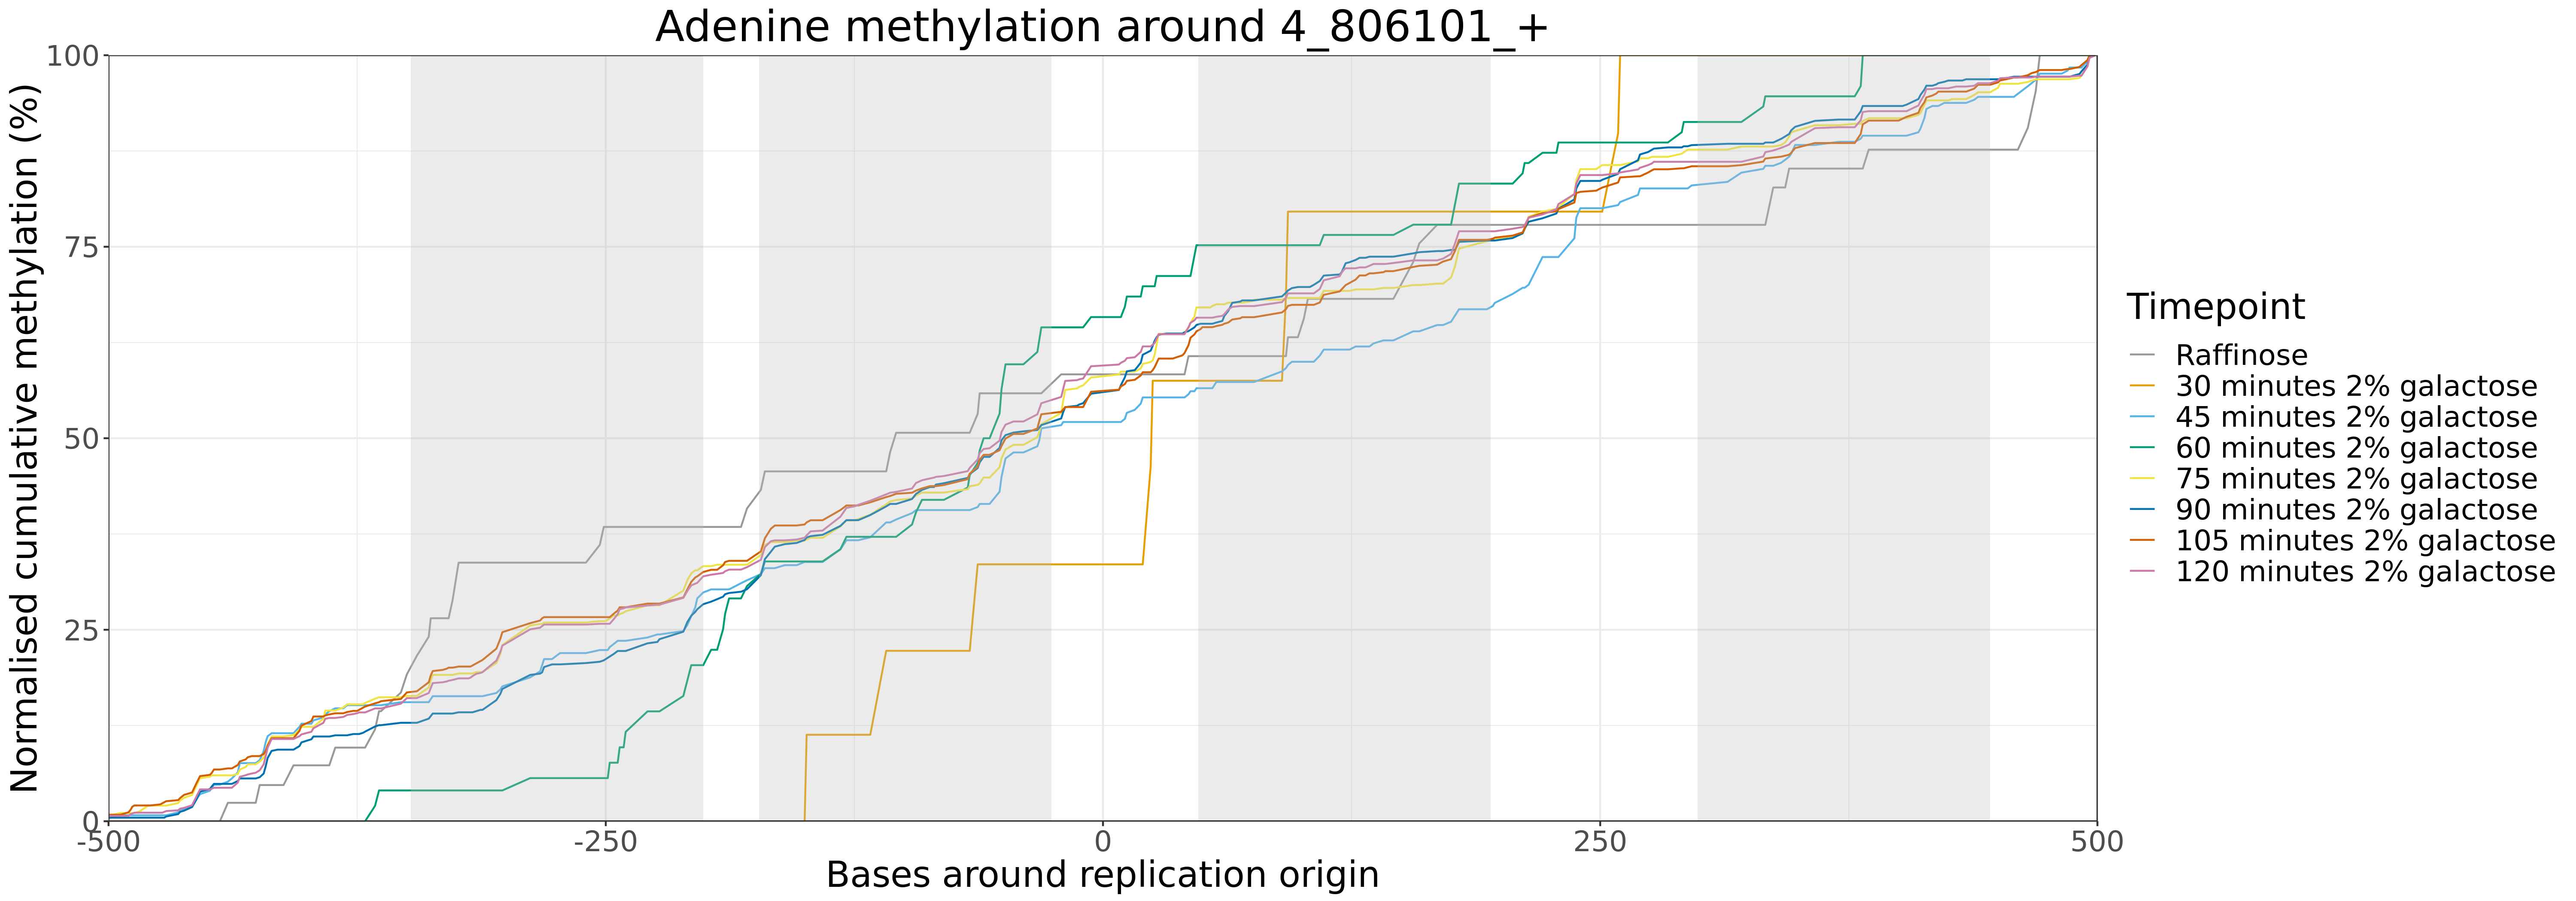 Adenine methylation around 4_806101_+
Normalised cumulative methylation (%)
100
75
50
25
0
-500
-250
0
250
500
Bases around replication origin
Timepoint
Raffinose
30 minutes 2% galactose
45 minutes 2% galactose
60 minutes 2% galactose
75 minutes 2% galactose
90 minutes 2% galactose
105 minutes 2% galactose
120 minutes 2% galactose